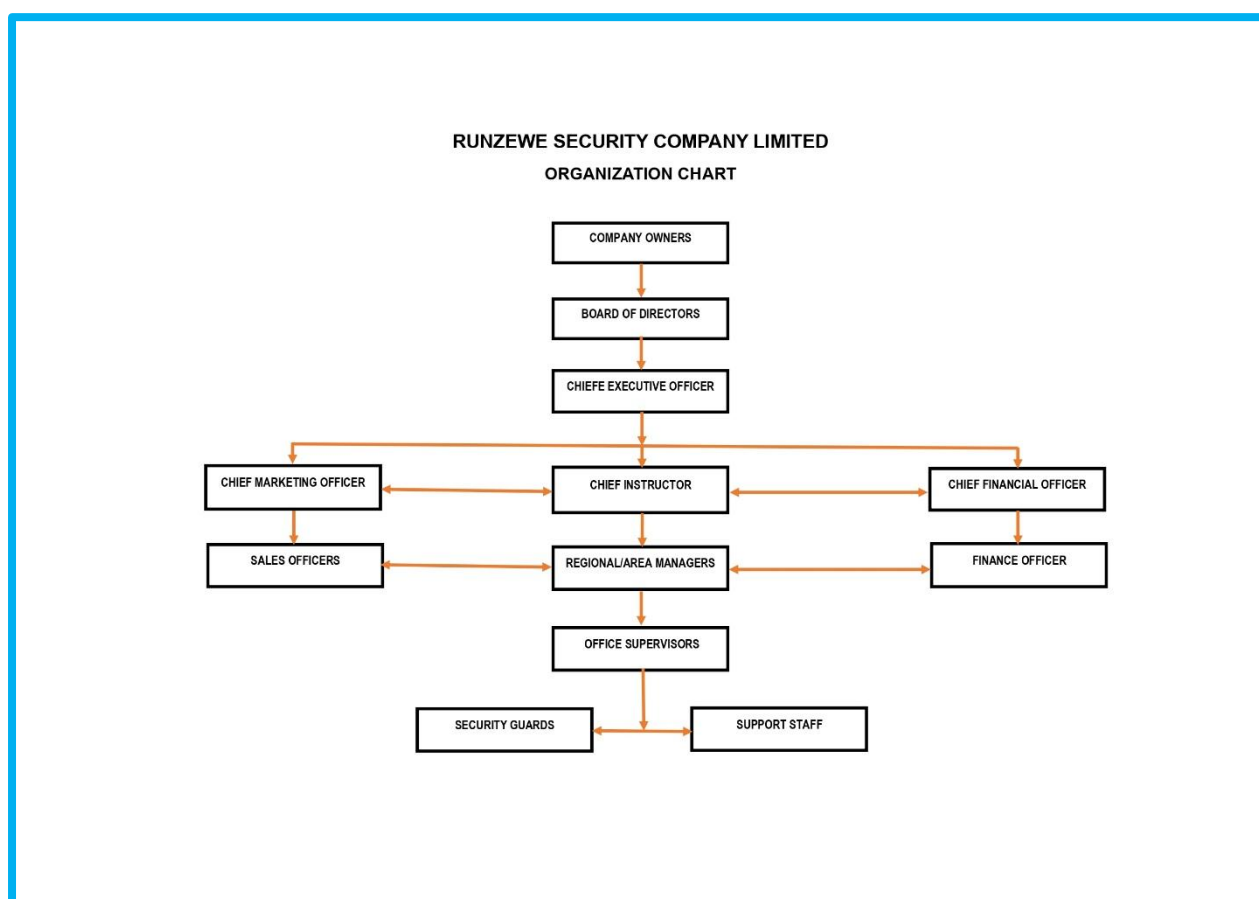 RUNZEWE SECURITY COMPANY LIMITED
ORGANIZATION CHART
COMPANY OWNERS
BOARD OF DIRECTORS
CHIEFE EXECUTIVE OFFICER
CHIEF MARKETING OFFICER
CHIEF INSTRUCTOR
CHIEF FINANCIAL OFFICER
SALES OFFICERS
REGIONAL/AREA MANAGERS
FINANCE OFFICER
OFFICE SUPERVISORS
SECURITY GUARDS
SUPPORT STAFF